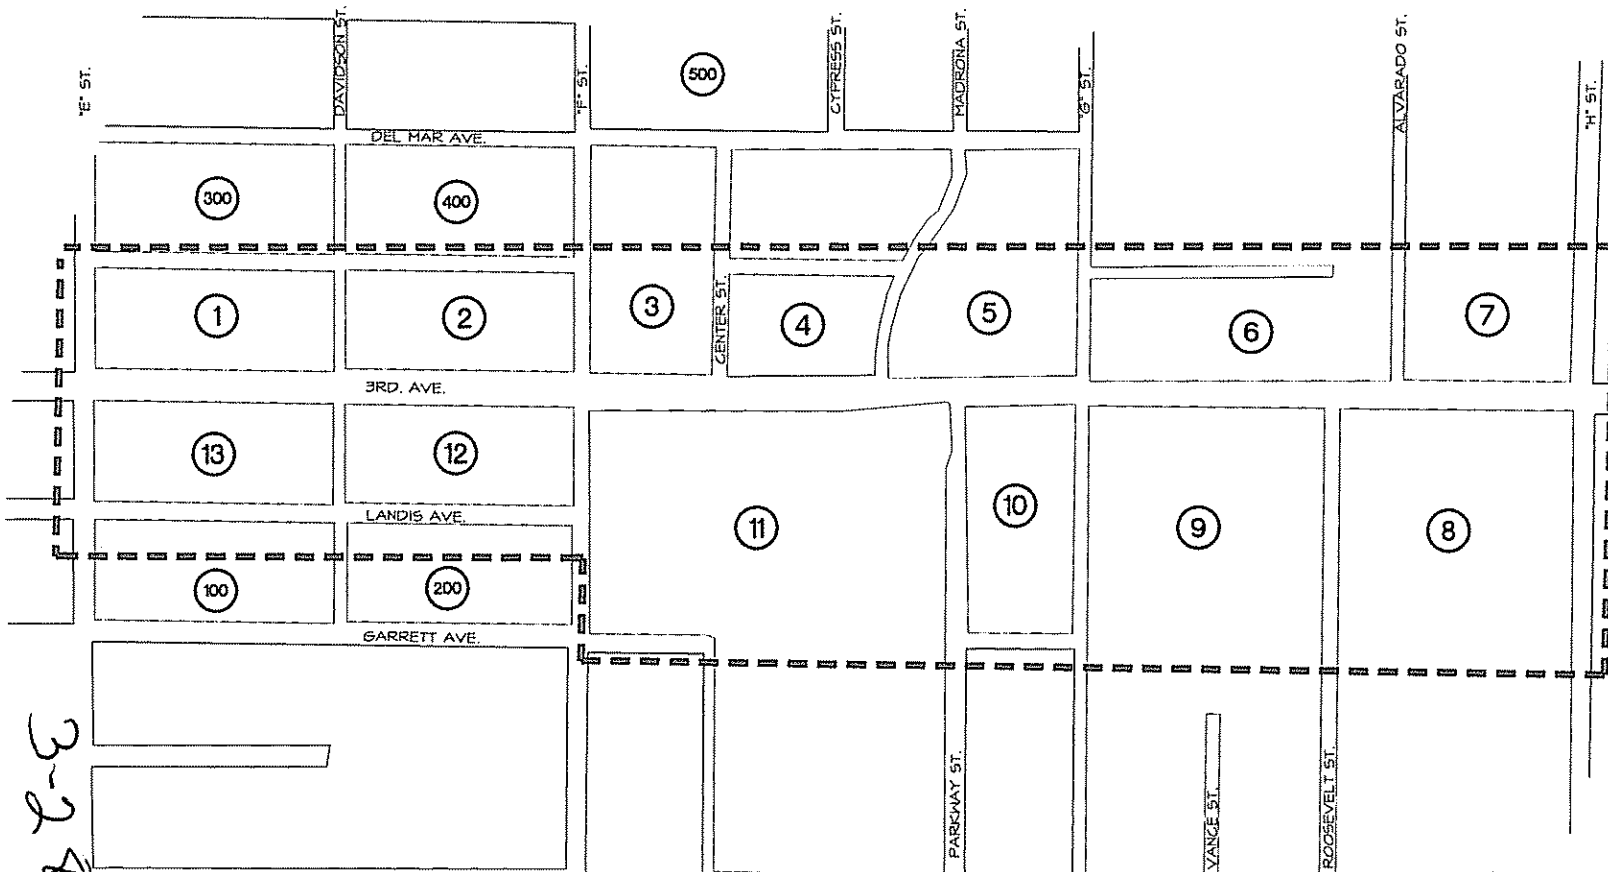 "E" ST.
DAVIDSON ST.
"F" ST.
500
CYPRESS ST.
MADRONA ST.
"G" ST.
ALVARADO ST.
"H" ST.
DEL MAR AVE.
300
400
1
2
3
CENTER ST.
4
5
6
7
3RD. AVE.
13
12
11
10
9
8
LANDIS AVE.
100
200
GARRETT AVE.
PARKWAY ST.
VANCE ST.
ROOSEVELT ST.
3-2